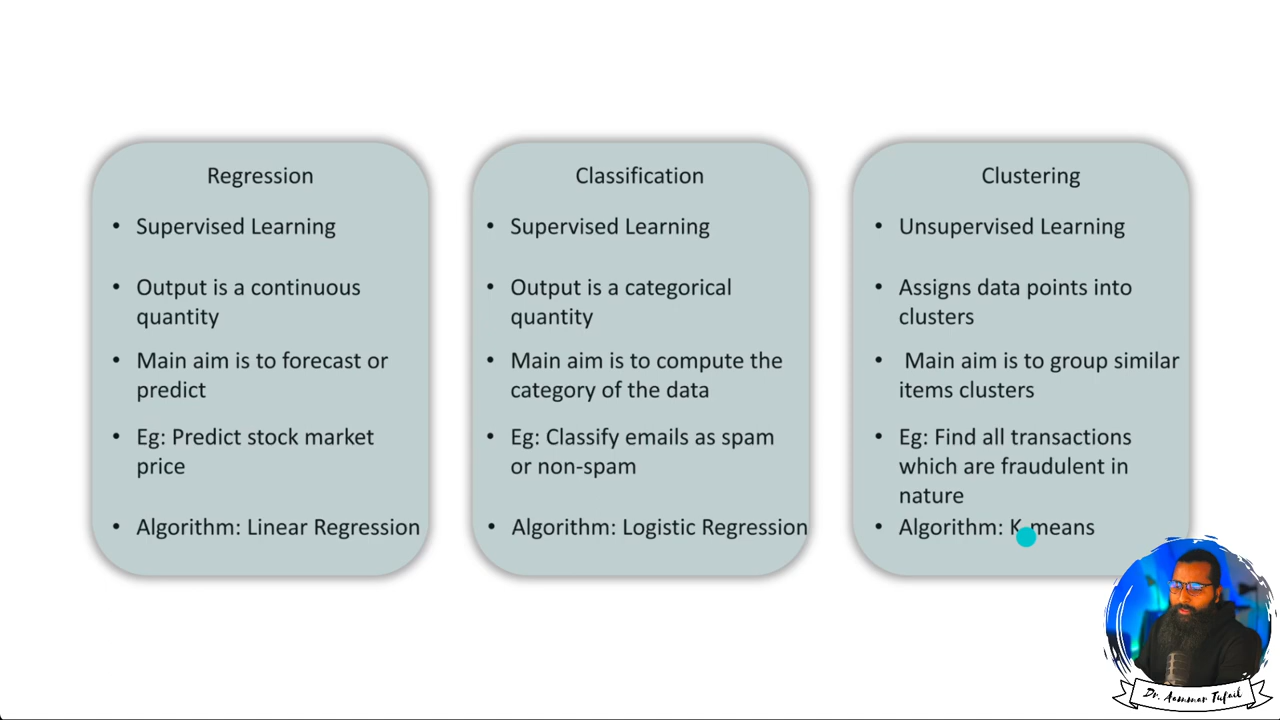 Regression
• Supervised Learning
• Output is a continuous
quantity
• Main aim is to forecast or
predict
• Eg: Predict stock market
price
• Algorithm: Linear Regression
Classification
• Supervised Learning
• Output is a categorical
quantity
• Main aim is to compute the
category of the data
• Eg: Classify emails as spam
or non-spam
• Algorithm: Logistic Regression
Clustering
• Unsupervised Learning
• Assigns data points into
clusters
• Main aim is to group similar
items clusters
• Eg: Find all transactions
which are fraudulent in
nature
• Algorithm: K-means
Dr. Aammar Tufail